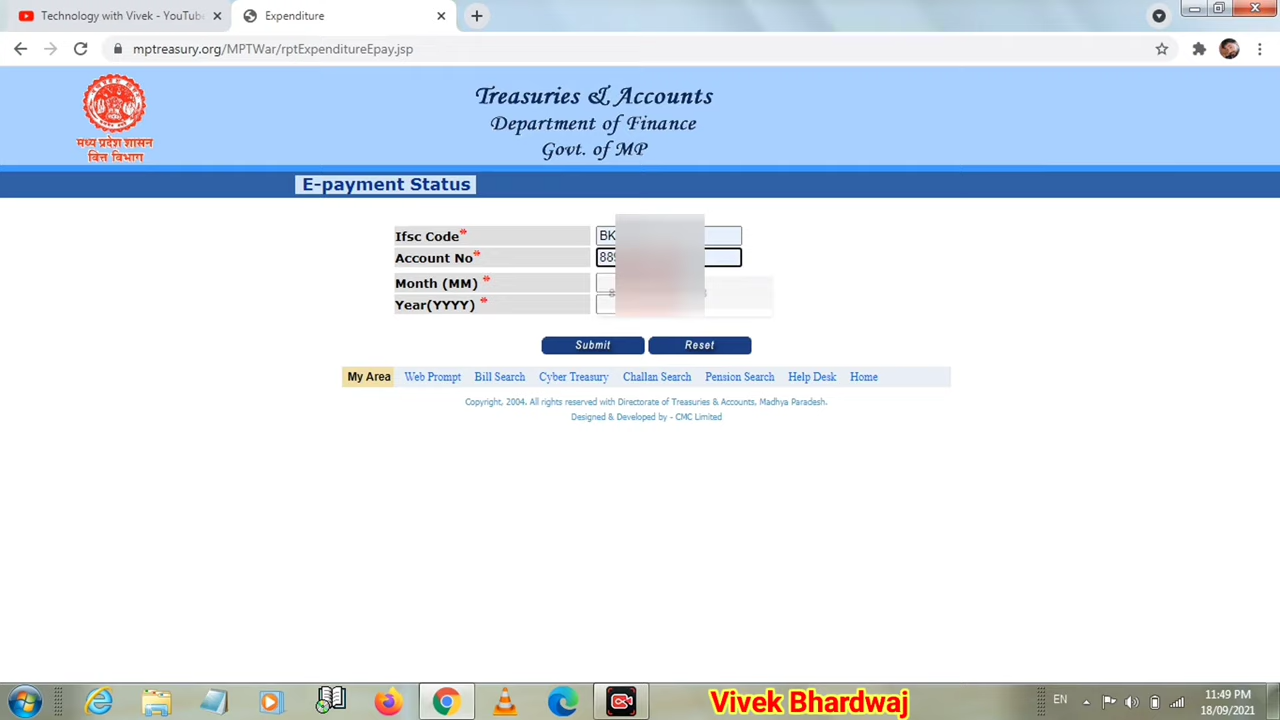 Technology with Vivek - YouTube
Expenditure
mptreasury.org/MPTWar/rptExpenditureEpay.jsp
मध्य प्रदेश शासन
वित्त विभाग
Treasuries & Accounts
Department of Finance
Govt. of MP
E-payment Status
Ifsc Code*
BK
Account No*
889
Month (MM) *
Year(YYYY) *
Submit Reset
My Area Web Prompt Bill Search Cyber Treasury Challan Search Pension Search Help Desk Home
Copyright, 2004. All rights reserved with Directorate of Treasuries & Accounts, Madhya Paradesh.
Designed & Developed by - CMC Limited
Vivek Bhardwaj
EN
11:49 PM
18/09/2021